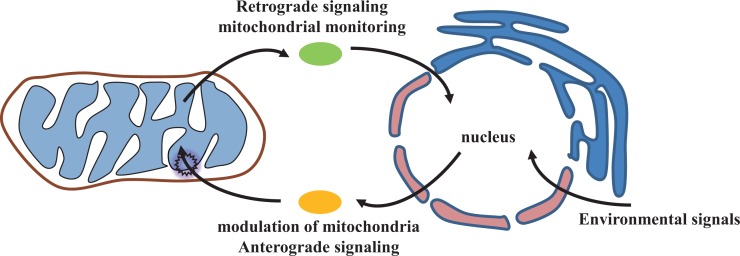 Retrograde signaling
mitochondrial monitoring
nucleus
modulation of mitochondria
Anterograde signaling
Environmental signals